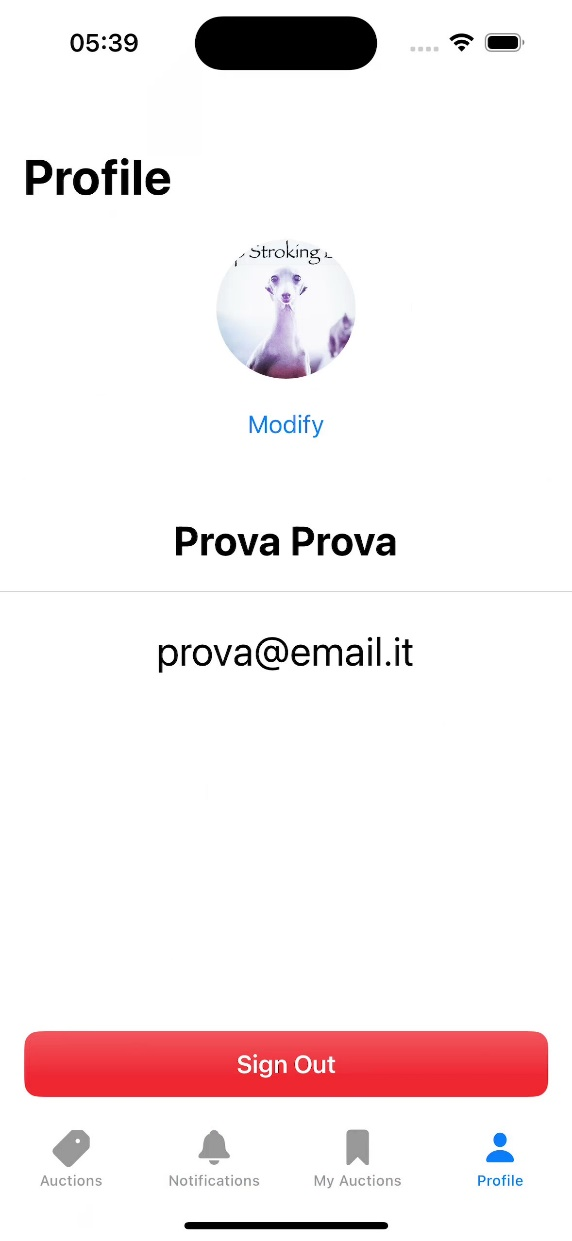 05:39
Profile
Stroking
Modify
Prova Prova
prova@email.it
Sign Out
Auctions
Notifications
My Auctions
Profile